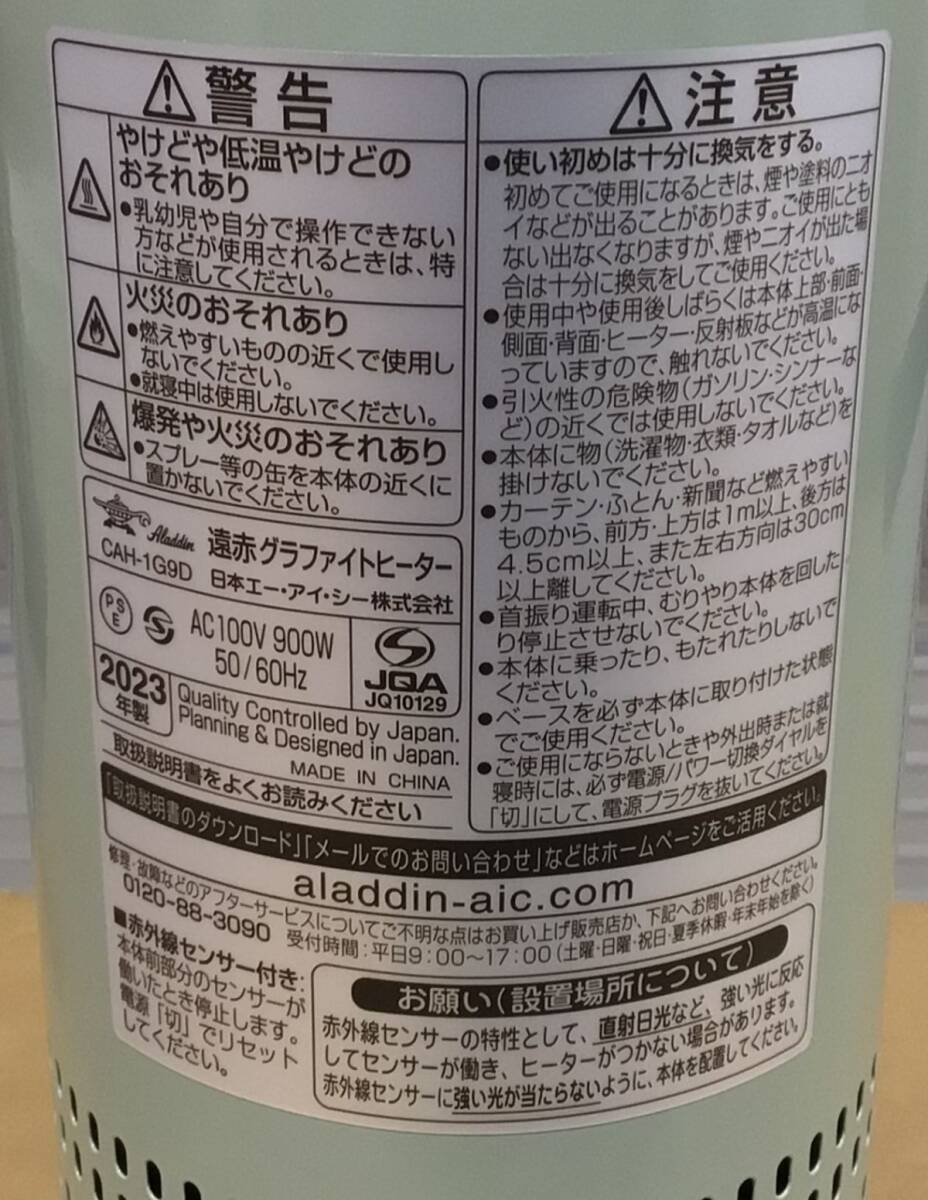 警告
やけどや低温やけどの
おそれあり
●乳幼児や自分で操作できない
方などが使用されるときは、特
に注意してください。
火災のおそれあり
●燃えやすいものの近くで使用し
ないでください。
●就寝中は使用しないでください。
爆発や火災のおそれあり
●スプレー等の缶を本体の近くに
置かないでください。
注意
●使い初めは十分に換気をする。
初めてご使用になるときは、煙や塗料のニオ
イなどが出ることがあります。ご使用にとも
ない出なくなりますが、煙やニオイが出た場
合は十分に換気をしてご使用ください。
●使用中や使用後しばらくは本体上部・前面・
側面・背面・ヒーター・反射板などが高温にな
っていますので、触れないでください。
●引火性の危険物(ガソリン・シンナーな
ど)の近くでは使用しないでください。
●本体に物(洗濯物・衣類・タオルなど)を
掛けないでください。
●カーテン・ふとん・新聞など燃えやすい
ものから、前方・上方は1m以上、後方は
4.5cm以上、また左右方向は30cm
以上離してください。
●首振り運転中、むりやり本体を回した
り停止させないでください。
●本体に乗ったり、もたれたりしないで
ください。
●ベースを必ず本体に取り付けた状態
でご使用ください。
●ご使用にならないときや外出時または就
寝時には、必ず電源/パワー切換ダイヤルを
「切」にして、電源プラグを抜いてください。
Aladdin 遠赤グラファイトヒーター
CAH-1G9D 日本エー・アイ・シー株式会社
PSE AC100V 900W
50/60Hz
JQA
JQ10129
2023
年製
Quality Controlled by Japan.
Planning & Designed in Japan.
MADE IN CHINA
取扱説明書をよくお読みください
「取扱説明書のダウンロード」「メールでのお問い合わせ」などはホームページをご活用ください。
aladdin-aic.com
修理・故障などのアフターサービスについてご不明な点はお買い上げ販売店か、下記へお問い合わせください。
0120-88-3090 受付時間:平日9:00〜17:00(土曜・日曜・祝日・夏季休暇・年末年始を除く)
■赤外線センサー付き:
本体前部分のセンサーが
働いたとき停止します。
電源「切」でリセット
してください。
お願い(設置場所について)
赤外線センサーの特性として、直射日光など、強い光に反応
してセンサーが働き、ヒーターがつかない場合があります。
赤外線センサーに強い光が当たらないように、本体を配置してください。